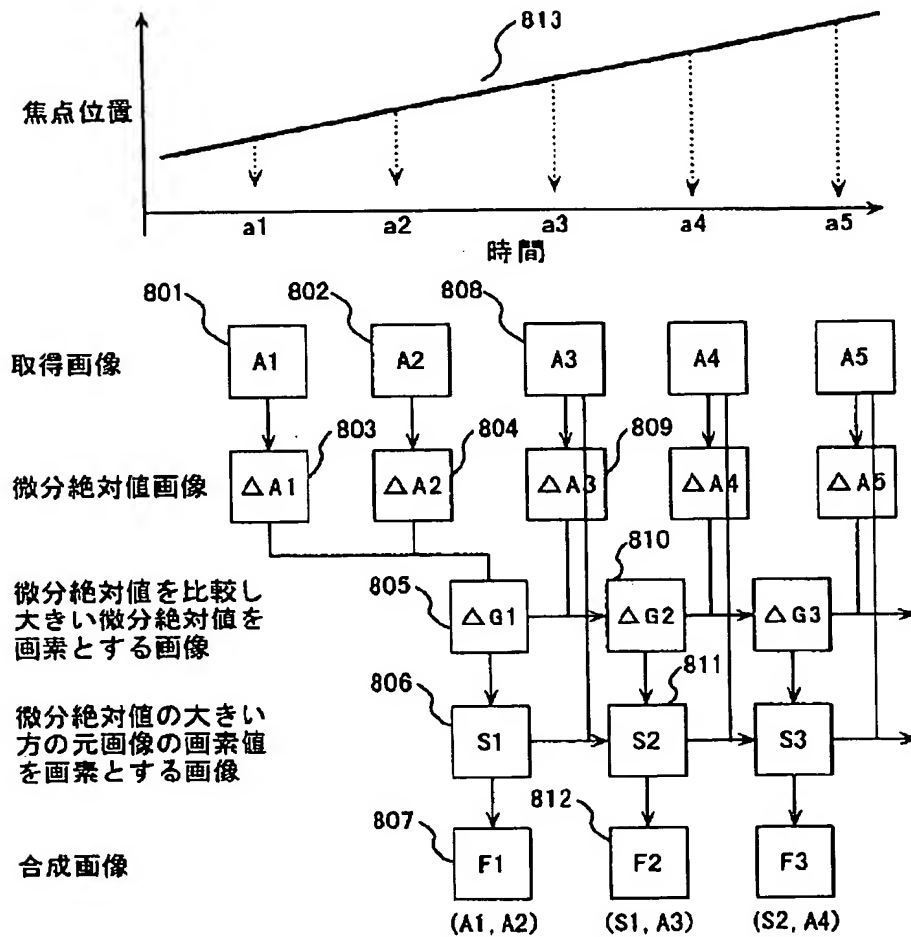 813
焦点位置
a1 a2 a3 a4 a5
時間
801 802 808
取得画像 A1 A2 A3 A4 A5
803 804 809
微分絶対値画像 △A1 △A2 △A3 △A4 △A5
810
微分絶対値を比較し
大きい微分絶対値を
画素とする画像
805 △G1 △G2 △G3
806 811
微分絶対値の大きい
方の元画像の画素値
を画素とする画像
S1 S2 S3
807 812
合成画像 F1 F2 F3
(A1, A2) (S1, A3) (S2, A4)